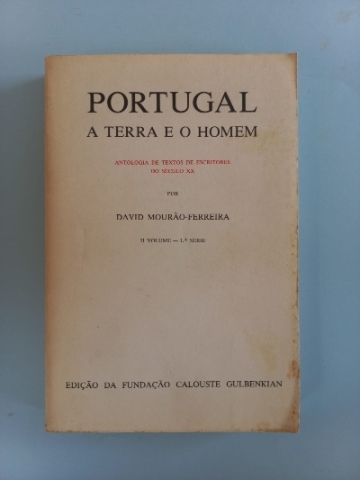 PORTUGAL
A TERRA E O HOMEM
ANTOLOGIA DE TEXTOS DE ESCRITORES
DO SÉCULO XX
POR
DAVID MOURÃO-FERREIRA
II VOLUME — 1.ª SÉRIE
EDIÇÃO DA FUNDAÇÃO CALOUSTE GULBENKIAN